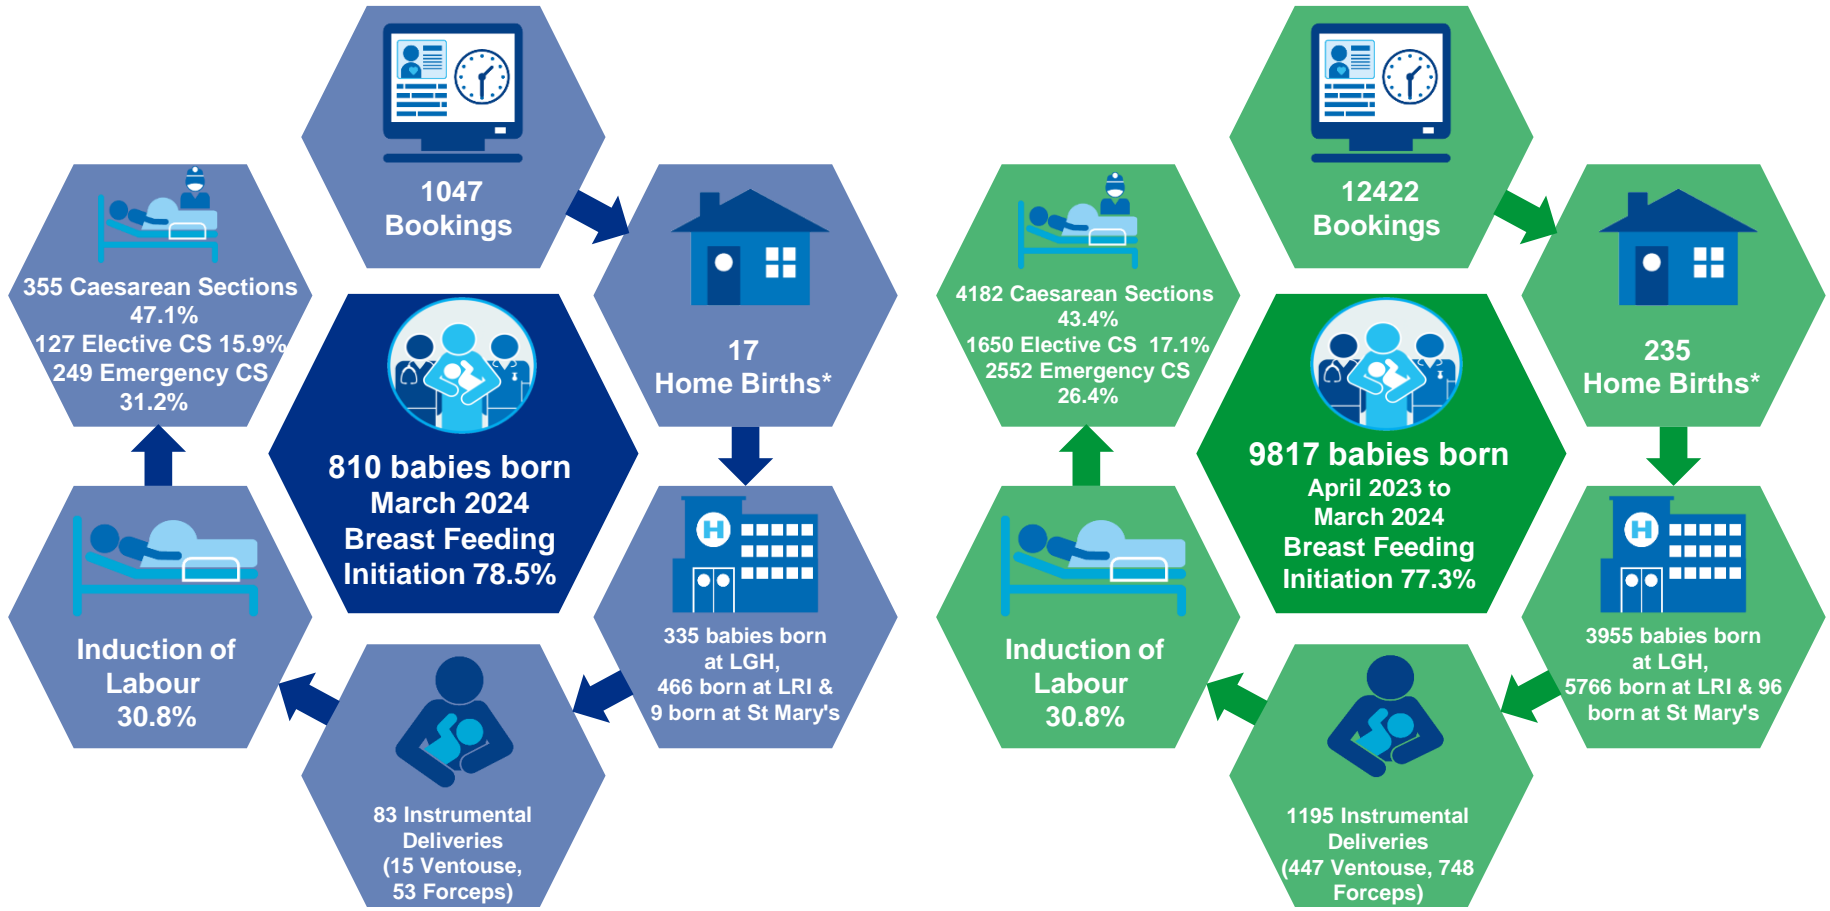 1047
Bookings
17
Home Births*
335 babies born
at LGH,
466 born at LRI &
9 born at St Mary's
83 Instrumental
Deliveries
(15 Ventouse,
53 Forceps)
Induction of
Labour
30.8%
355 Caesarean Sections
47.1%
127 Elective CS 15.9%
249 Emergency CS
31.2%
810 babies born
March 2024
Breast Feeding
Initiation 78.5%
H
12422
Bookings
235
Home Births*
3955 babies born
at LGH,
5766 born at LRI & 96
born at St Mary's
1195 Instrumental
Deliveries
(447 Ventouse, 748
Forceps)
Induction of
Labour
30.8%
4182 Caesarean Sections
43.4%
1650 Elective CS 17.1%
2552 Emergency CS
26.4%
9817 babies born
April 2023 to
March 2024
Breast Feeding
Initiation 77.3%
H